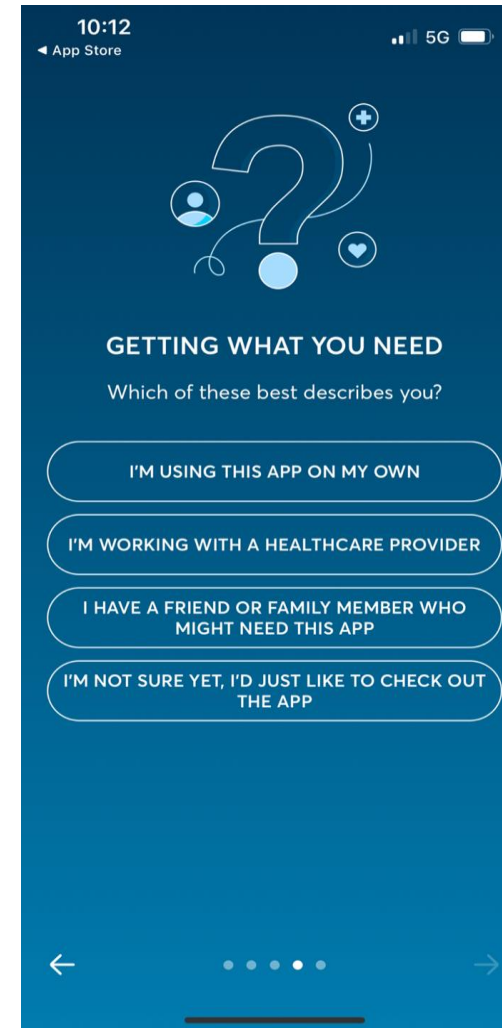 10:12
◀ App Store
5G
GETTING WHAT YOU NEED
Which of these best describes you?
I'M USING THIS APP ON MY OWN
I'M WORKING WITH A HEALTHCARE PROVIDER
I HAVE A FRIEND OR FAMILY MEMBER WHO
MIGHT NEED THIS APP
I'M NOT SURE YET, I'D JUST LIKE TO CHECK OUT
THE APP